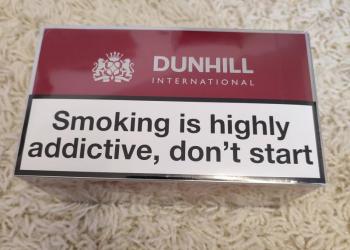 DUNHILL
INTERNATIONAL
Smoking is highly
addictive, don't start